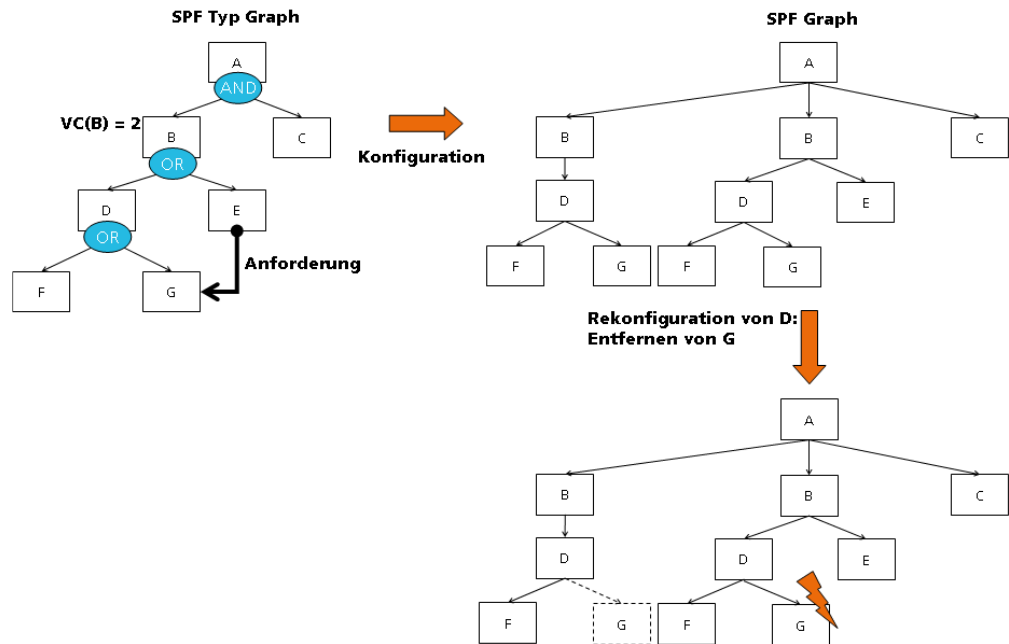 SPF Typ Graph
A
AND
VC(B) = 2
B
C
OR
D
E
OR
Anforderung
F
G
Konfiguration
SPF Graph
A
B
B
C
D
D
E
F
G
F
G
Rekonfiguration von D:
Entfernen von G
A
B
B
C
D
D
E
F
G
F
G